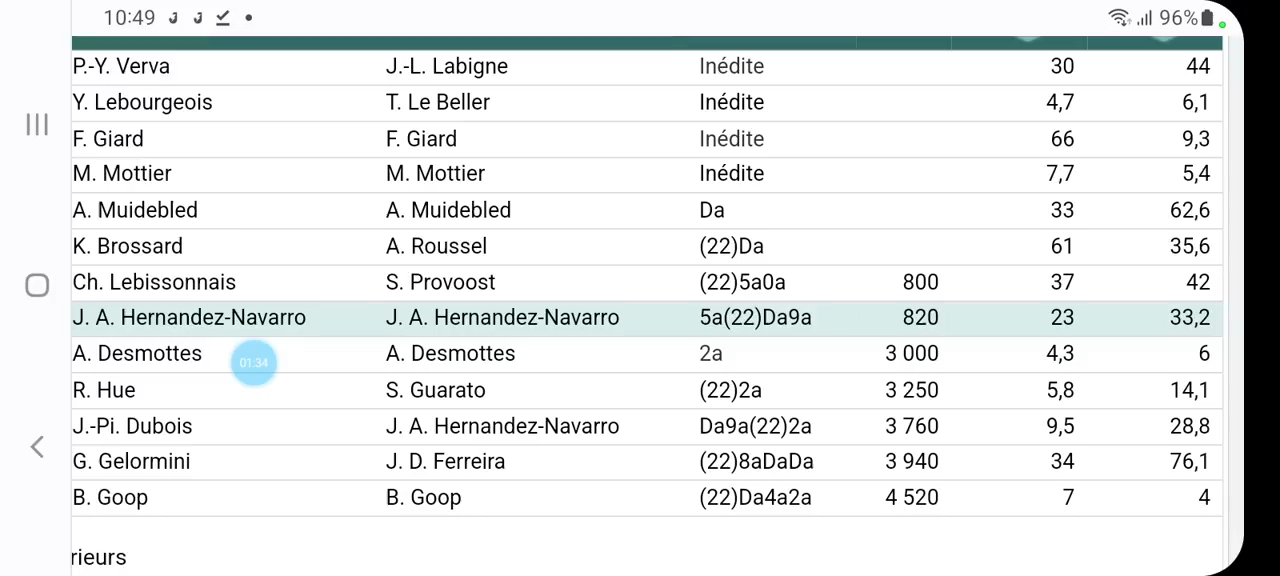 10:49 96%
P.-Y. Verva J.-L. Labigne Inédite 30 44
Y. Lebourgeois T. Le Beller Inédite 4,7 6,1
F. Giard F. Giard Inédite 66 9,3
M. Mottier M. Mottier Inédite 7,7 5,4
A. Muidebled A. Muidebled Da 33 62,6
K. Brossard A. Roussel (22)Da 61 35,6
Ch. Lebissonnais S. Provoost (22)5a0a 800 37 42
J. A. Hernandez-Navarro J. A. Hernandez-Navarro 5a(22)Da9a 820 23 33,2
A. Desmottes 01:34 A. Desmottes 2a 3 000 4,3 6
R. Hue S. Guarato (22)2a 3 250 5,8 14,1
J.-Pi. Dubois J. A. Hernandez-Navarro Da9a(22)2a 3 760 9,5 28,8
G. Gelormini J. D. Ferreira (22)8aDaDa 3 940 34 76,1
B. Goop B. Goop (22)Da4a2a 4 520 7 4
rieurs